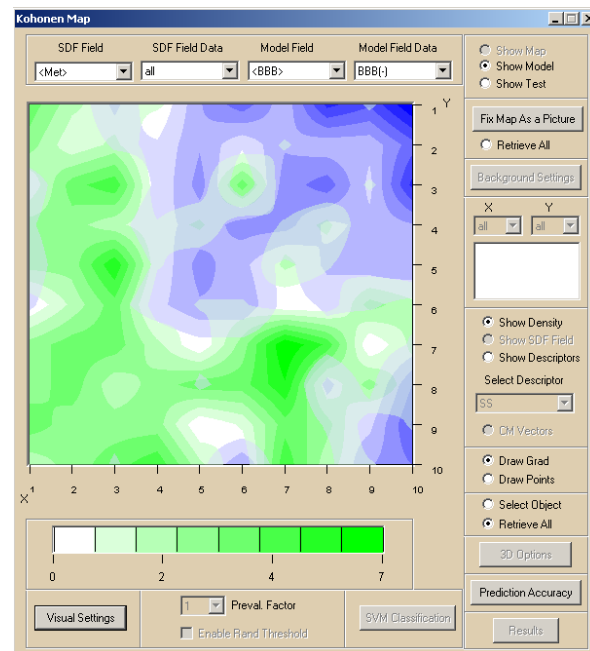 Kohonen Map
SDF Field SDF Field Data Model Field Model Field Data
<Met> all <BBB> BBB(-)
Show Map
Show Model
Show Test
Fix Map As a Picture
Retrieve All
Background Settings
X Y
all all
Show Density
Show SDF Field
Show Descriptors
Select Descriptor
SS
CM Vectors
Draw Grad
Draw Points
Select Object
Retrieve All
3D Options
Prediction Accuracy
Results
Y
1
2
3
4
5
6
7
8
9
10
X 1 2 3 4 5 6 7 8 9 10
0 2 4 7
Visual Settings
1 Preval. Factor
Enable Rand Threshold
SVM Classification